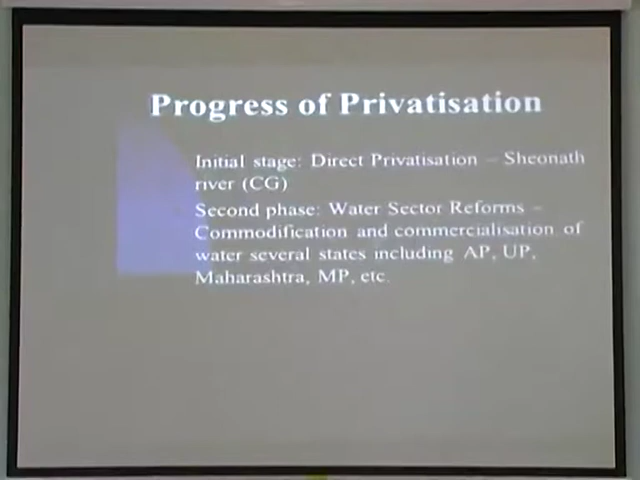 Progress of Privatisation
Initial stage: Direct Privatisation – Sheonath
river (CG)
Second phase: Water Sector Reforms –
Commodification and commercialisation of
water several states including AP, UP,
Maharashtra, MP, etc.